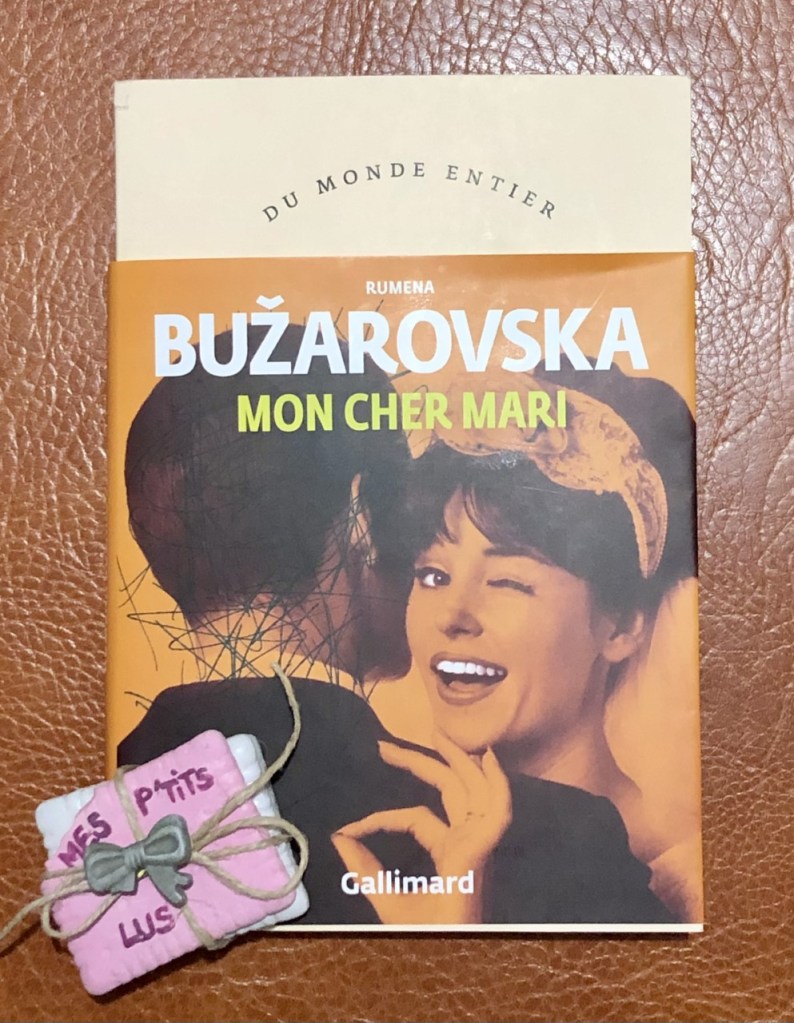 DU MONDE ENTIER
RUMENA
BUŽAROVSKA
MON CHER MARI
Gallimard
MES P'TITS
LUS